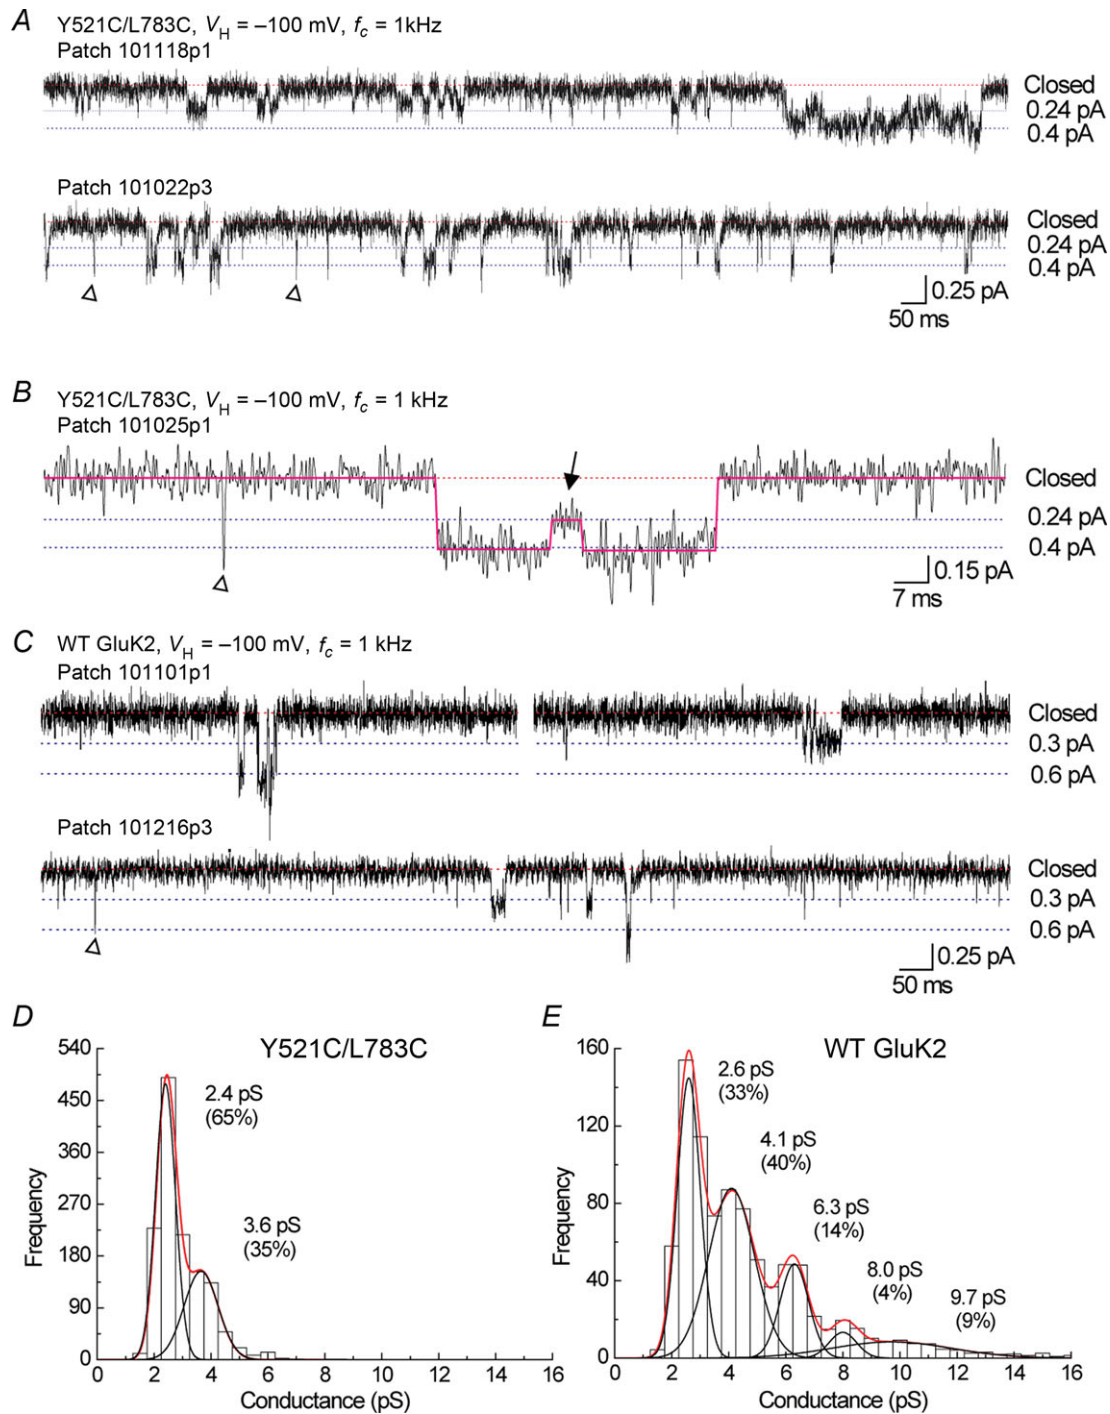 A
Y521C/L783C, VH = –100 mV, fc = 1kHz
Patch 101118p1
Closed
0.24 pA
0.4 pA
Patch 101022p3
Closed
0.24 pA
0.4 pA
0.25 pA
50 ms
B
Y521C/L783C, VH = –100 mV, fc = 1 kHz
Patch 101025p1
Closed
0.24 pA
0.4 pA
0.15 pA
7 ms
C
WT GluK2, VH = –100 mV, fc = 1 kHz
Patch 101101p1
Closed
0.3 pA
0.6 pA
Patch 101216p3
Closed
0.3 pA
0.6 pA
0.25 pA
50 ms
D
Y521C/L783C
540
450
360
270
180
90
0
Frequency
2.4 pS
(65%)
3.6 pS
(35%)
0 2 4 6 8 10 12 14 16
Conductance (pS)
E
WT GluK2
160
120
80
40
0
Frequency
2.6 pS
(33%)
4.1 pS
(40%)
6.3 pS
(14%)
8.0 pS
(4%)
9.7 pS
(9%)
0 2 4 6 8 10 12 14 16
Conductance (pS)